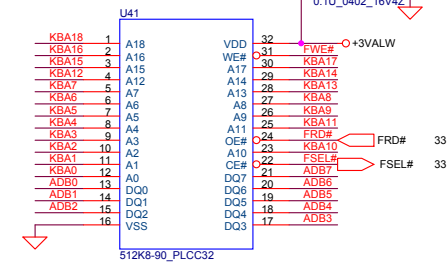 0.1U_0402_16V4Z
U41
KBA18 1 A18 VDD 32 +3VALW
KBA16 2 A16 WE# 31 FWE#
KBA15 3 A15 A17 30 KBA17
KBA12 4 A12 A14 29 KBA14
KBA7 5 A7 A13 28 KBA13
KBA6 6 A6 A8 27 KBA8
KBA5 7 A5 A9 26 KBA9
KBA4 8 A4 A11 25 KBA11
KBA3 9 A3 OE# 24 FRD# FRD# 33
KBA2 10 A2 A10 23 KBA10
KBA1 11 A1 CE# 22 FSEL# FSEL# 33
KBA0 12 A0 DQ7 21 ADB7
ADB0 13 DQ0 DQ6 20 ADB6
ADB1 14 DQ1 DQ5 19 ADB5
ADB2 15 DQ2 DQ4 18 ADB4
16 VSS DQ3 17 ADB3
512K8-90_PLCC32